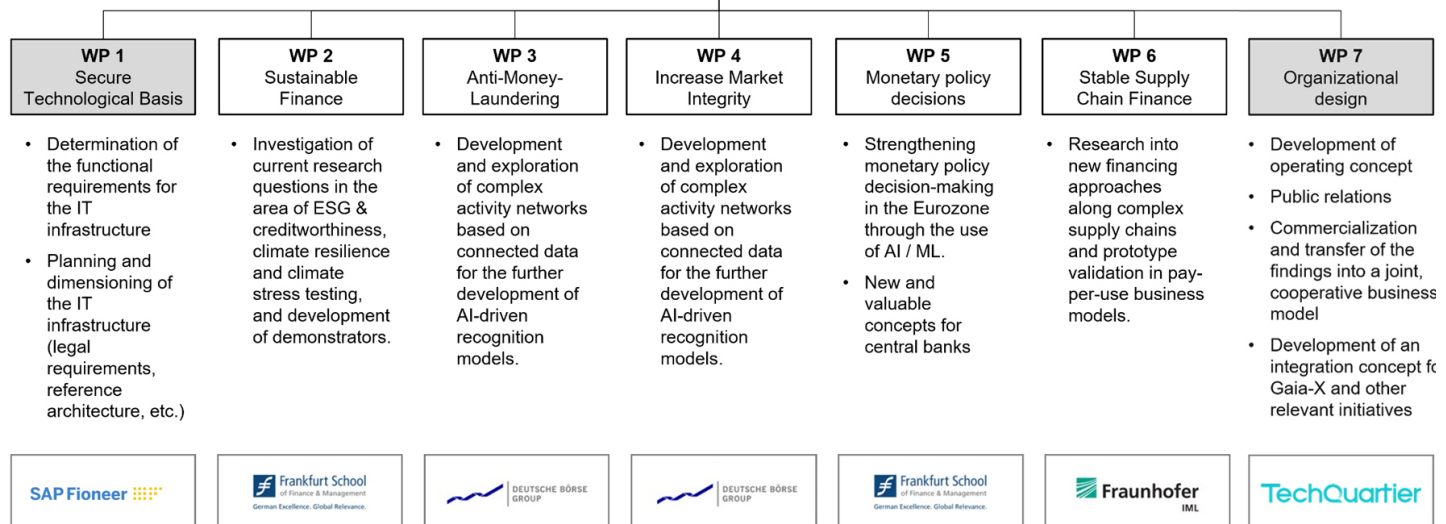 WP 1
Secure
Technological Basis
• Determination of
the functional
requirements for
the IT
infrastructure
• Planning and
dimensioning of
the IT
infrastructure
(legal
requirements,
reference
architecture, etc.)
SAP Fioneer
WP 2
Sustainable
Finance
• Investigation of
current research
questions in the
area of ESG &
creditworthiness,
climate resilience
and climate
stress testing,
and development
of demonstrators.
Frankfurt School
of Finance & Management
German Excellence. Global Relevance.
WP 3
Anti-Money-
Laundering
• Development
and exploration
of complex
activity networks
based on
connected data
for the further
development of
AI-driven
recognition
models.
DEUTSCHE BÖRSE
GROUP
WP 4
Increase Market
Integrity
• Development
and exploration
of complex
activity networks
based on
connected data
for the further
development of
AI-driven
recognition
models.
DEUTSCHE BÖRSE
GROUP
WP 5
Monetary policy
decisions
• Strengthening
monetary policy
decision-making
in the Eurozone
through the use
of AI / ML.
• New and
valuable
concepts for
central banks
Frankfurt School
of Finance & Management
German Excellence. Global Relevance.
WP 6
Stable Supply
Chain Finance
• Research into
new financing
approaches
along complex
supply chains
and prototype
validation in pay-
per-use business
models.
Fraunhofer
IML
WP 7
Organizational
design
• Development of
operating concept
• Public relations
• Commercialization
and transfer of the
findings into a joint,
cooperative business
model
• Development of an
integration concept fo
Gaia-X and other
relevant initiatives
TechQuartier